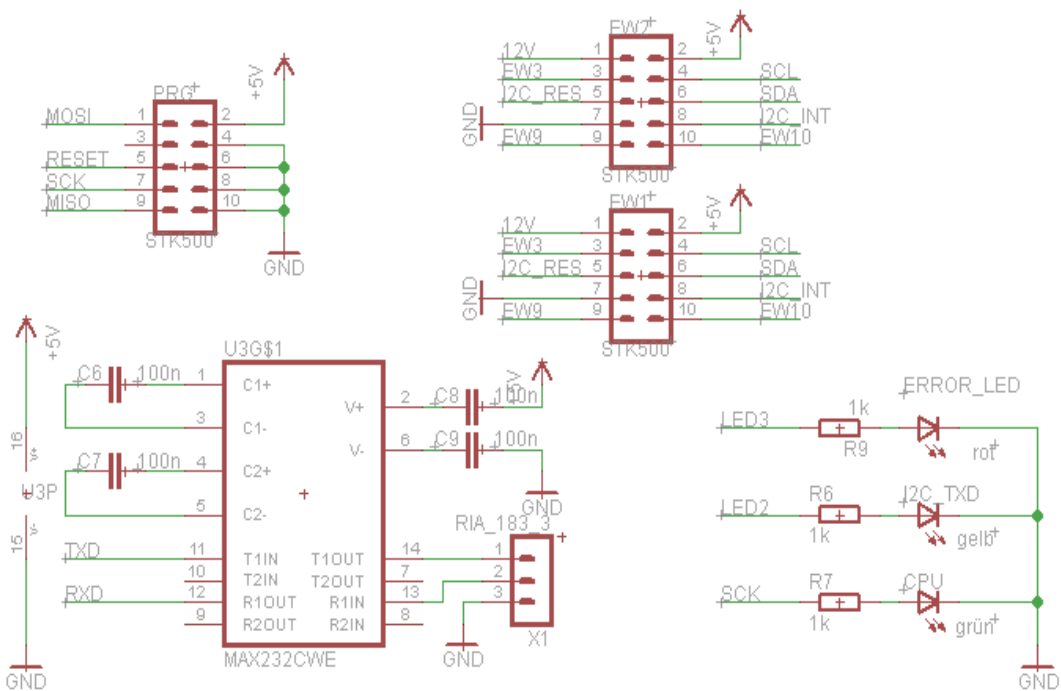 PRG
+5V
MOSI 1 2
3 4
RESET 5 6
SCK 7 8
MISO 9 10
STK500
GND
EW2
+5V
12V 1 2
EW3 3 4 SCL
I2C_RES 5 6 SDA
GND 7 8 I2C_INT
EW9 9 10 EW10
STK500
EW1
+5V
12V 1 2
EW3 3 4 SCL
I2C_RES 5 6 SDA
GND 7 8 I2C_INT
EW9 9 10 EW10
STK500
+5V
16
U3P
15
GND
U3G$1
C6 100n 1 C1+
3 C1-
C7 100n 4 C2+
5 C2-
TXD 11 T1IN
10 T2IN
RXD 12 R1OUT
9 R2OUT
V+ 2 C8 100n +5V
V- 6 C9 100n
GND
T1OUT 14
T2OUT 7
R1IN 13
R2IN 8
MAX232CWE
RIA_183_3
1
2
3
X1
GND
ERROR_LED
LED3 1k
R9 rot
I2C_TXD
LED2 R6
1k gelb
CPU
SCK R7
1k grün
GND